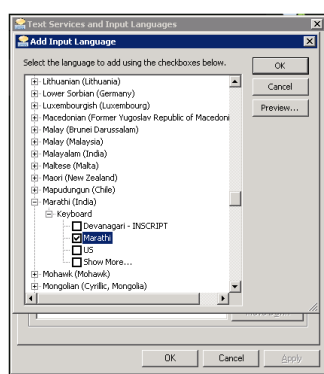 Text Services and Input Languages
Add Input Language
Select the language to add using the checkboxes below.
OK
Cancel
Preview...
Lithuanian (Lithuania)
Lower Sorbian (Germany)
Luxembourgish (Luxembourg)
Macedonian (Former Yugoslav Republic of Macedoni
Malay (Brunei Darussalam)
Malay (Malaysia)
Malayalam (India)
Maltese (Malta)
Maori (New Zealand)
Mapudungun (Chile)
Marathi (India)
Keyboard
Devanagari - INSCRIPT
Marathi
US
Show More...
Mohawk (Mohawk)
Mongolian (Cyrillic, Mongolia)
OK
Cancel
Apply